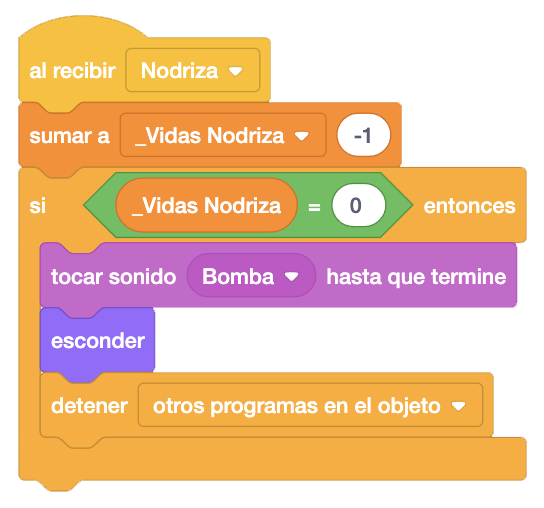 al recibir Nodriza
sumar a _Vidas Nodriza -1
si _Vidas Nodriza = 0 entonces
tocar sonido Bomba hasta que termine
esconder
detener otros programas en el objeto